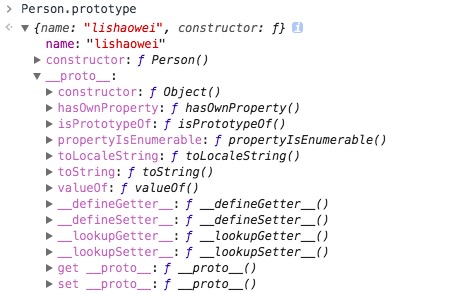 > Person.prototype
<· ▼ {name: "lishaowei", constructor: ƒ} i
name: "lishaowei"
▶ constructor: ƒ Person()
▼ __proto__:
▶ constructor: ƒ Object()
▶ hasOwnProperty: ƒ hasOwnProperty()
▶ isPrototypeOf: ƒ isPrototypeOf()
▶ propertyIsEnumerable: ƒ propertyIsEnumerable()
▶ toLocaleString: ƒ toLocaleString()
▶ toString: ƒ toString()
▶ valueOf: ƒ valueOf()
▶ __defineGetter__: ƒ __defineGetter__()
▶ __defineSetter__: ƒ __defineSetter__()
▶ __lookupGetter__: ƒ __lookupGetter__()
▶ __lookupSetter__: ƒ __lookupSetter__()
▶ get __proto__: ƒ __proto__()
▶ set __proto__: ƒ __proto__()